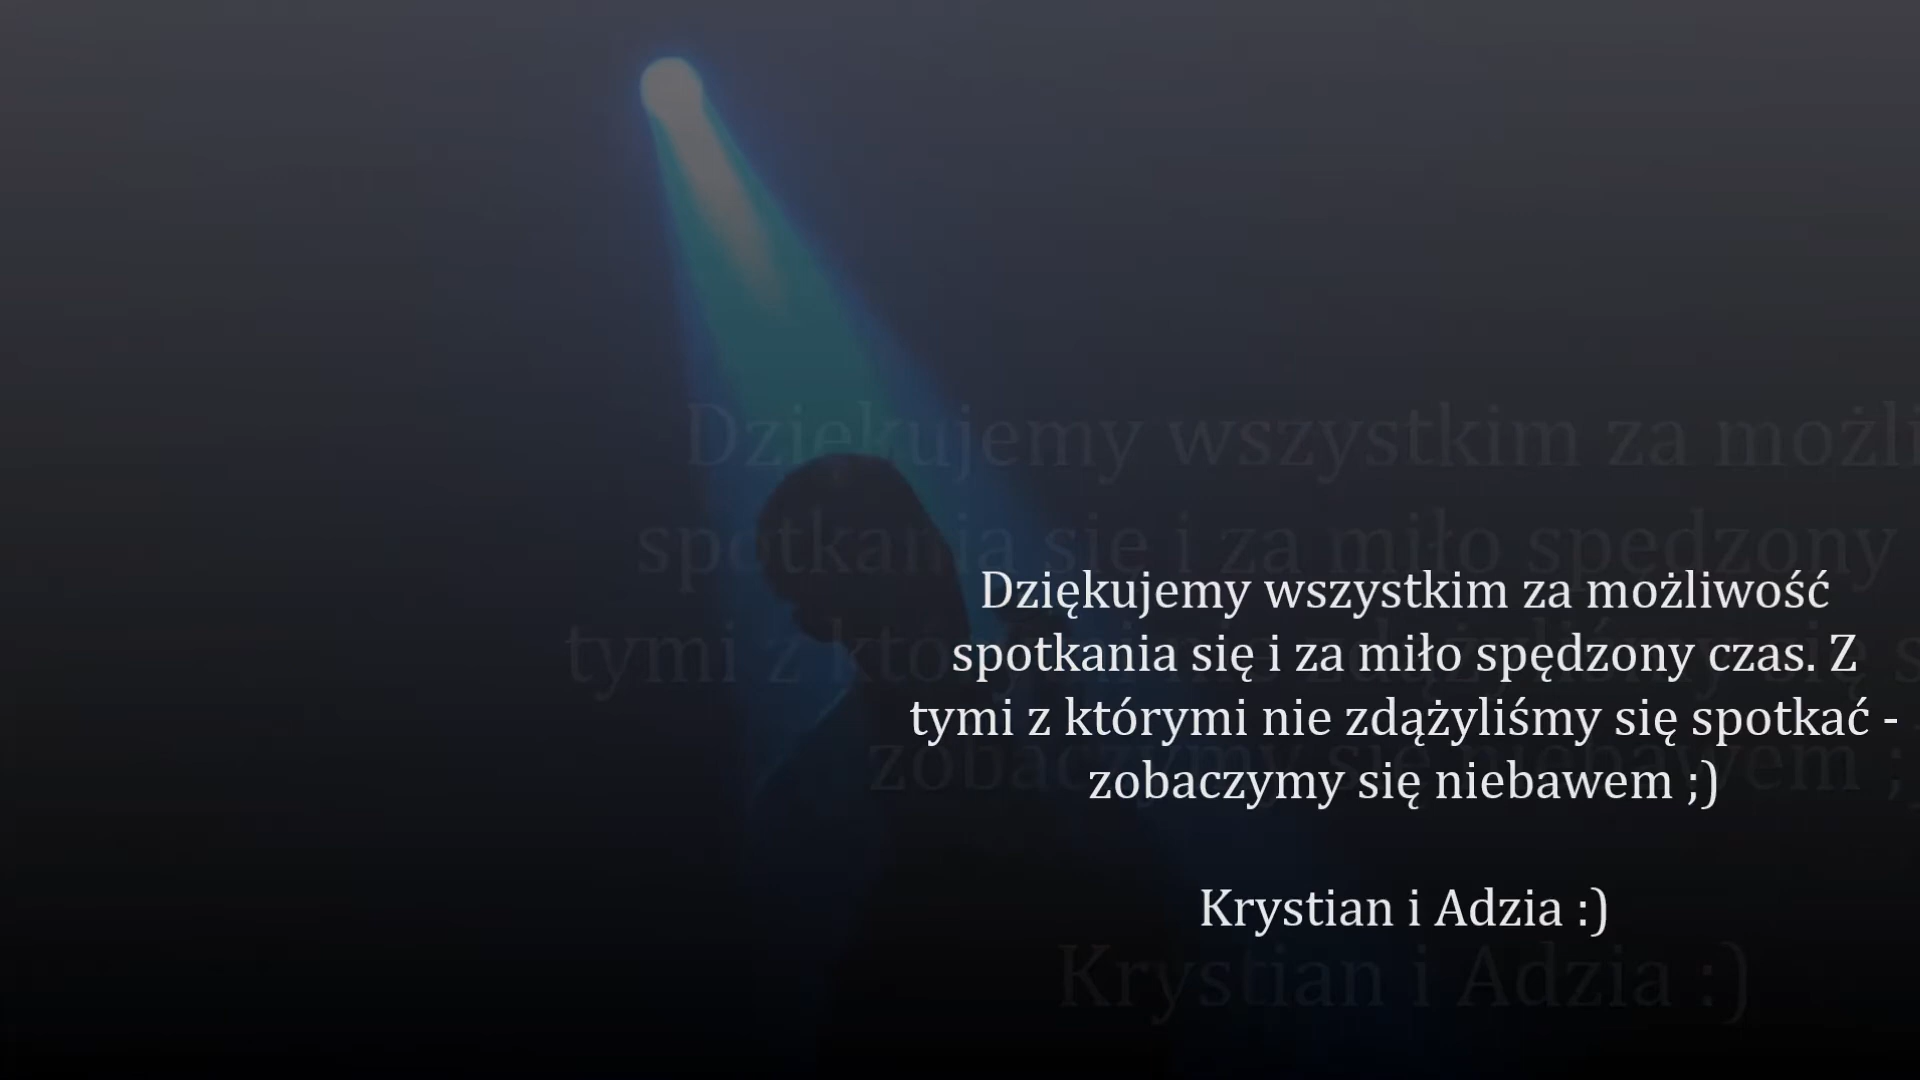 Dziękujemy wszystkim za możliwość
spotkania się i za miło spędzony czas. Z
tymi z którymi nie zdążyliśmy się spotkać -
zobaczymy się niebawem ;)
Krystian i Adzia :)